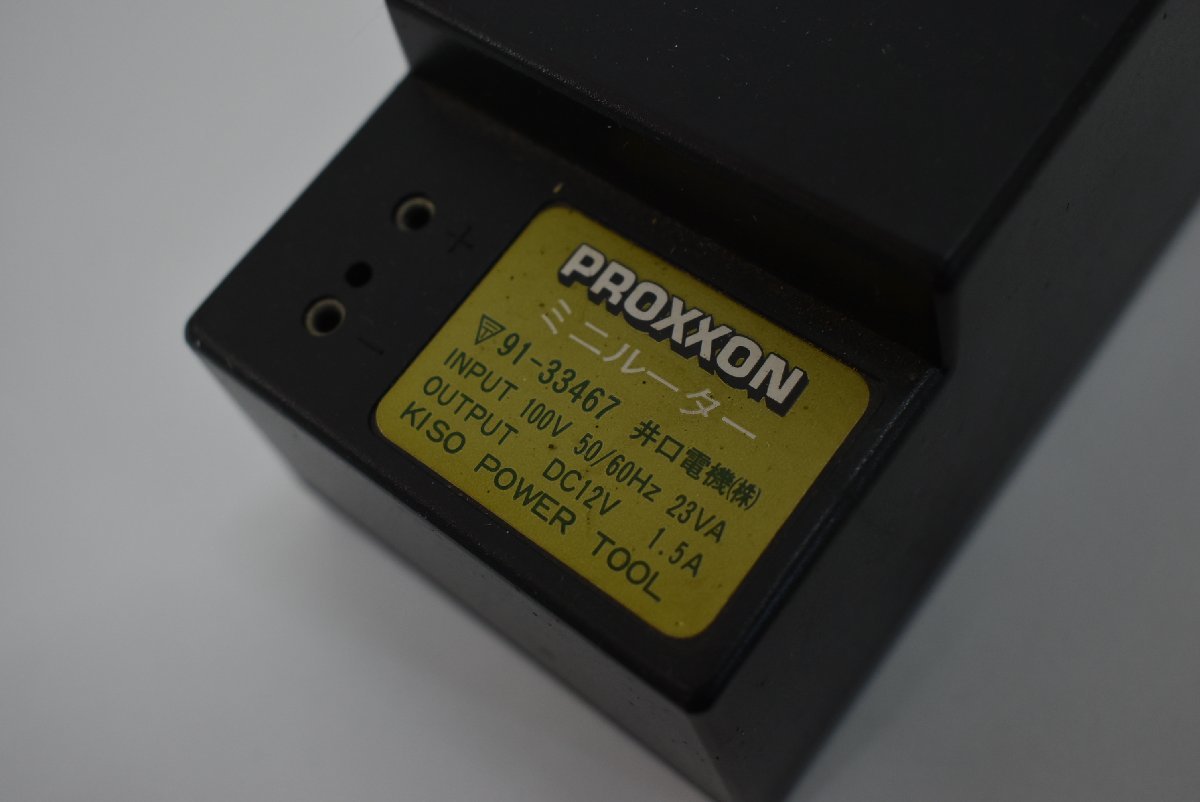 +
−
PROXXON
ミニルーター
91-33467 井口電機(株)
INPUT 100V 50/60Hz 23VA
OUTPUT DC12V 1.5A
KISO POWER TOOL